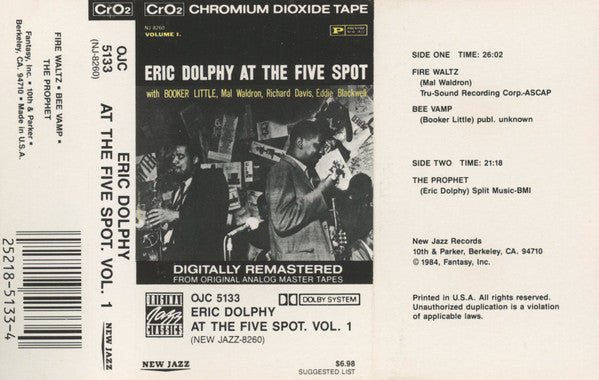 FIRE WALTZ • BEE VAMP •
THE PROPHET
Fantasy, Inc. • 10th & Parker •
Berkeley, CA. 94710 • Made in U.S.A.
OJC
5133
(NJ-8260)
ERIC DOLPHY
AT THE FIVE SPOT. VOL. 1
NEW JAZZ
25218-5133-4
CrO2
CrO2 CHROMIUM DIOXIDE TAPE
NJ 8260
VOLUME 1.
P PRESTIGE
ERIC DOLPHY AT THE FIVE SPOT
with BOOKER LITTLE, Mal Waldron, Richard Davis, Eddie Blackwell
DIGITALLY REMASTERED
FROM ORIGINAL ANALOG MASTER TAPES
ORIGINAL
Jazz
CLASSICS
OJC 5133
DOLBY SYSTEM
ERIC DOLPHY
AT THE FIVE SPOT. VOL. 1
(NEW JAZZ-8260)
NEW JAZZ
$6.98
SUGGESTED LIST
SIDE ONE TIME: 26:02
FIRE WALTZ
(Mal Waldron)
Tru-Sound Recording Corp.-ASCAP
BEE VAMP
(Booker Little) publ. unknown
SIDE TWO TIME: 21:18
THE PROPHET
(Eric Dolphy) Split Music-BMI
New Jazz Records
10th & Parker, Berkeley, CA. 94710
© 1984, Fantasy, Inc.
Printed in U.S.A. All rights reserved.
Unauthorized duplication is a violation
of applicable laws.